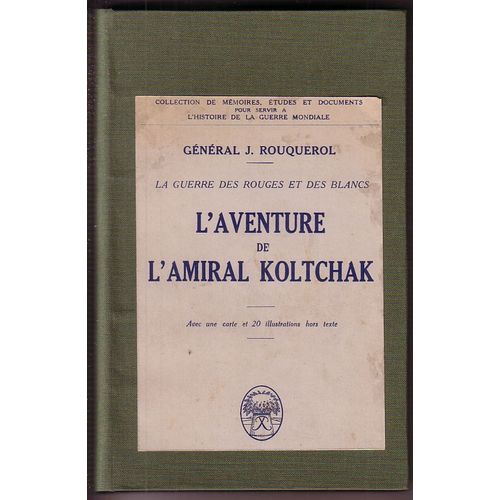 COLLECTION DE MÉMOIRES, ÉTUDES ET DOCUMENTS
POUR SERVIR A
L'HISTOIRE DE LA GUERRE MONDIALE
GÉNÉRAL J. ROUQUEROL
LA GUERRE DES ROUGES ET DES BLANCS
L'AVENTURE
DE
L'AMIRAL KOLTCHAK
Avec une carte et 20 illustrations hors texte